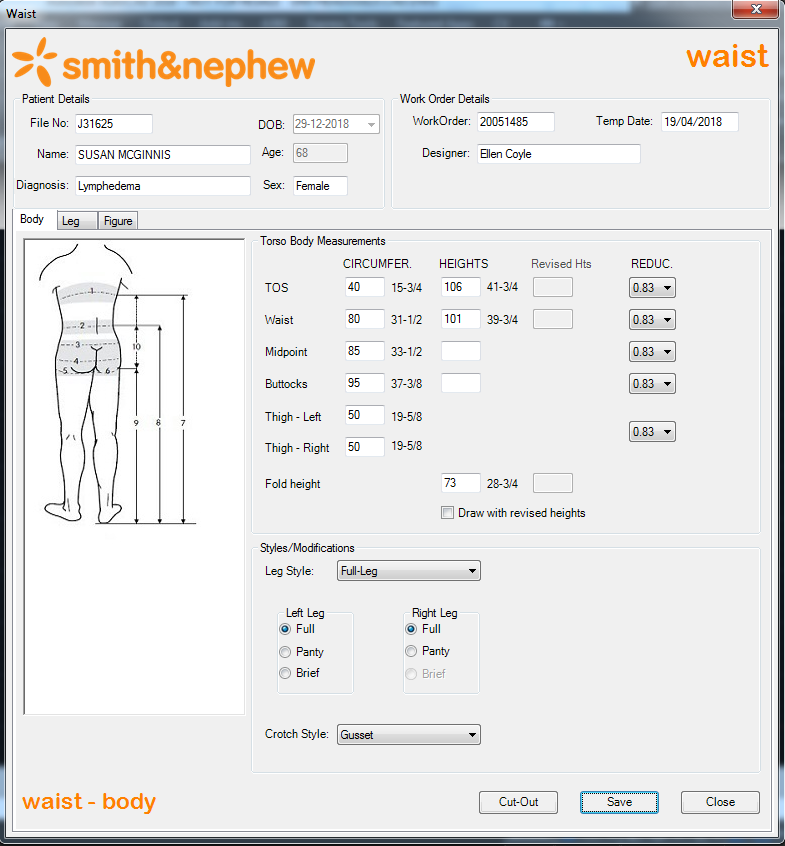 Waist
smith&nephew
waist
Patient Details
File No: J31625 DOB: 29-12-2018
Name: SUSAN MCGINNIS Age: 68
Diagnosis: Lymphedema Sex: Female
Work Order Details
WorkOrder: 20051485 Temp Date: 19/04/2018
Designer: Ellen Coyle
Body Leg Figure
1
2
3
4
5 6
10
9 8 7
Torso Body Measurements
CIRCUMFER. HEIGHTS Revised Hts REDUC.
TOS 40 15-3/4 106 41-3/4 0.83
Waist 80 31-1/2 101 39-3/4 0.83
Midpoint 85 33-1/2 0.83
Buttocks 95 37-3/8 0.83
Thigh - Left 50 19-5/8
0.83
Thigh - Right 50 19-5/8
Fold height 73 28-3/4
Draw with revised heights
Styles/Modifications
Leg Style: Full-Leg
Left Leg
Full
Panty
Brief
Right Leg
Full
Panty
Brief
Crotch Style: Gusset
waist - body
Cut-Out Save Close